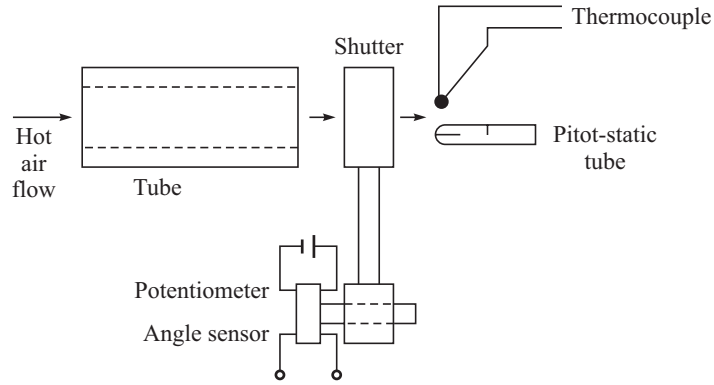 Thermocouple
Shutter
Hot
air
flow
Tube
Pitot-static
tube
Potentiometer
Angle sensor